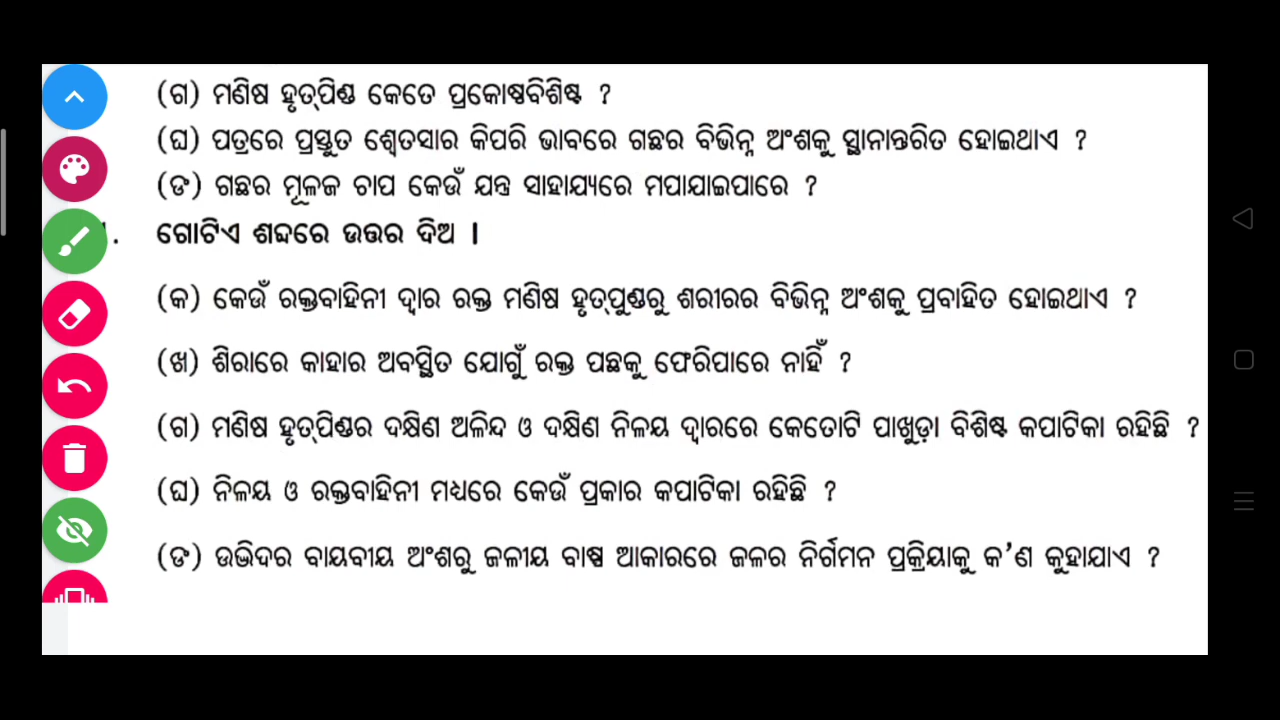 (ଗ) ମଣିଷ ହୃତ୍‌ପିଣ୍ଡ କେତେ ପ୍ରକୋଷ୍ଠବିଶିଷ୍ଟ ?
(ଘ) ପତ୍ରରେ ପ୍ରସ୍ତୁତ ଶ୍ୱେତସାର କିପରି ଭାବରେ ଗଛର ବିଭିନ୍ନ ଅଂଶକୁ ସ୍ଥାନାନ୍ତରିତ ହୋଇଥାଏ ?
(ଙ) ଗଛର ମୂଳଜ ଚାପ କେଉଁ ଯନ୍ତ୍ର ସାହାଯ୍ୟରେ ମପାଯାଇପାରେ ?
ଗୋଟିଏ ଶବ୍ଦରେ ଉତ୍ତର ଦିଅ ।
(କ) କେଉଁ ରକ୍ତବାହିନୀ ଦ୍ୱାର ରକ୍ତ ମଣିଷ ହୃତ୍‌ପୁଣ୍ଡରୁ ଶରୀରର ବିଭିନ୍ନ ଅଂଶକୁ ପ୍ରବାହିତ ହୋଇଥାଏ ?
(ଖ) ଶିରାରେ କାହାର ଅବସ୍ଥିତ ଯୋଗୁଁ ରକ୍ତ ପଛକୁ ଫେରିପାରେ ନାହିଁ ?
(ଗ) ମଣିଷ ହୃତ୍‌ପିଣ୍ଡର ଦକ୍ଷିଣ ଅଳିନ୍ଦ ଓ ଦକ୍ଷିଣ ନିଳୟ ଦ୍ୱାରରେ କେତୋଟି ପାଖୁଡ଼ା ବିଶିଷ୍ଟ କପାଟିକା ରହିଛି ?
(ଘ) ନିଳୟ ଓ ରକ୍ତବାହିନୀ ମଧ୍ୟରେ କେଉଁ ପ୍ରକାର କପାଟିକା ରହିଛି ?
(ଙ) ଉଦ୍ଭିଦର ବାୟବୀୟ ଅଂଶରୁ ଜଳୀୟ ବାଷ୍ପ ଆକାରରେ ଜଳର ନିର୍ଗମନ ପ୍ରକ୍ରିୟାକୁ କ'ଣ କୁହାଯାଏ ?